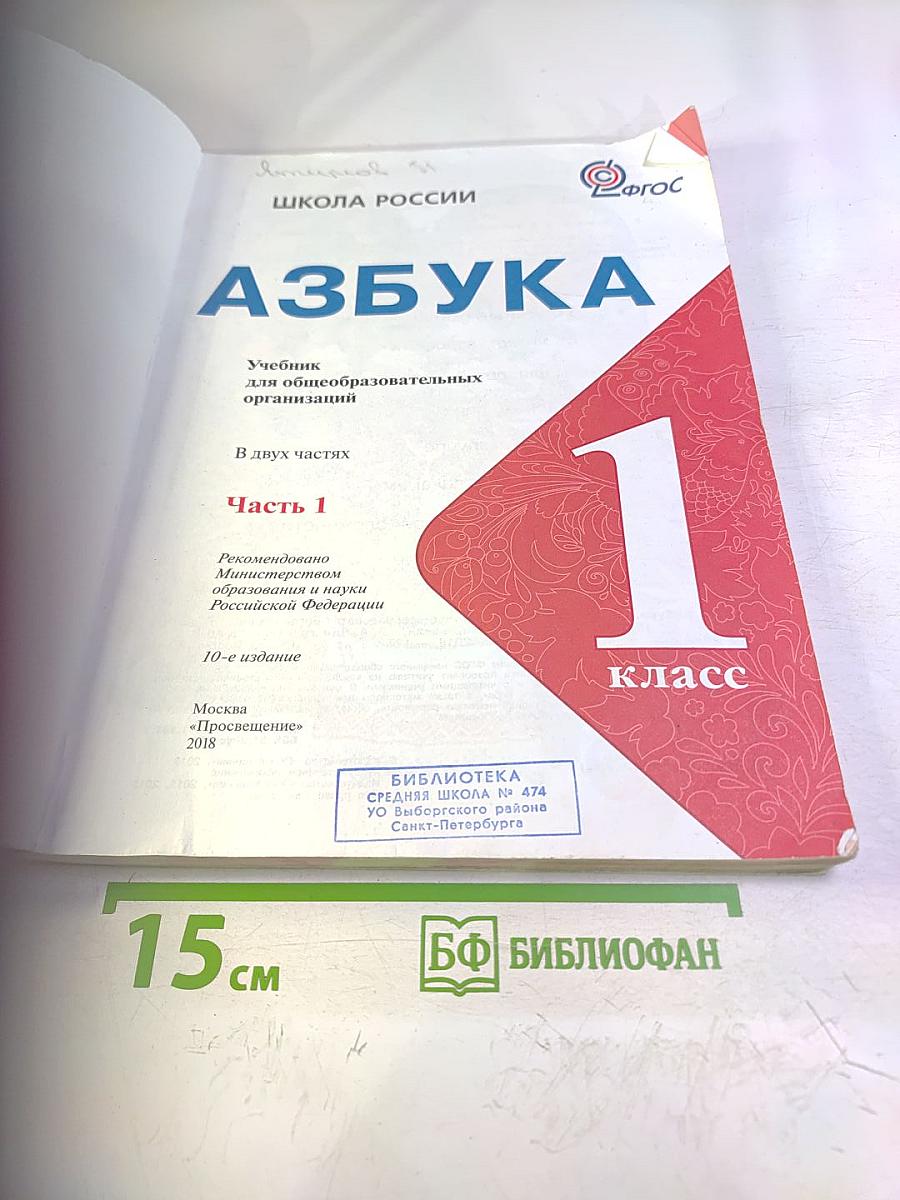 ШКОЛА РОССИИ
ФГОС
АЗБУКА
Учебник
для общеобразовательных
организаций
В двух частях
Часть 1
1
класс
Рекомендовано
Министерством
образования и науки
Российской Федерации
10-е издание
Москва
«Просвещение»
2018
БИБЛИОТЕКА
СРЕДНЯЯ ШКОЛА № 474
УО Выборгского района
Санкт-Петербурга
15 см
БФ БИБЛИОФАН